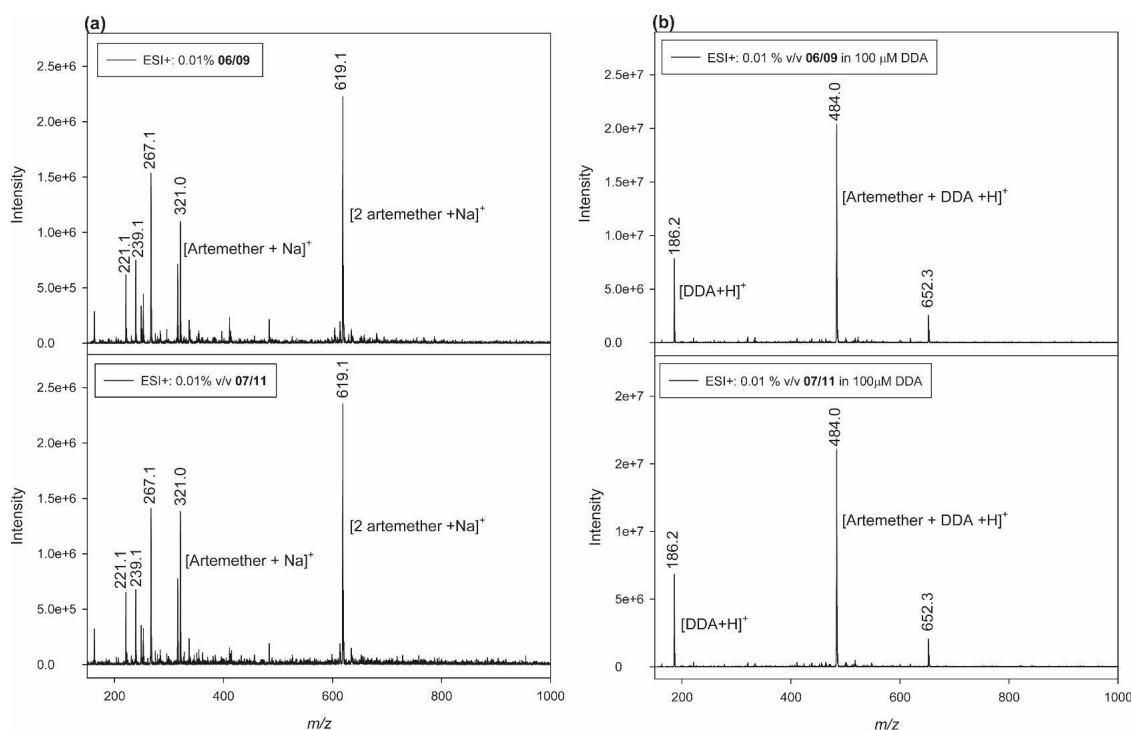 (a)
ESI+: 0.01% 06/09
2.5e+6
2.0e+6
1.5e+6
1.0e+6
5.0e+5
0.0
Intensity
221.1
239.1
267.1
321.0
619.1
[Artemether + Na]+
[2 artemether +Na]+
ESI+: 0.01% v/v 07/11
2.5e+6
2.0e+6
1.5e+6
1.0e+6
5.0e+5
0.0
Intensity
221.1
239.1
267.1
321.0
619.1
[Artemether + Na]+
[2 artemether +Na]+
200 400 600 800 1000
m/z
(b)
ESI+: 0.01 % v/v 06/09 in 100 μM DDA
2.5e+7
2.0e+7
1.5e+7
1.0e+7
5.0e+6
0.0
Intensity
186.2
484.0
652.3
[DDA+H]+
[Artemether + DDA +H]+
ESI+: 0.01 % v/v 07/11 in 100μM DDA
2e+7
2e+7
1e+7
5e+6
0
Intensity
186.2
484.0
652.3
[DDA+H]+
[Artemether + DDA +H]+
200 400 600 800 1000
m/z